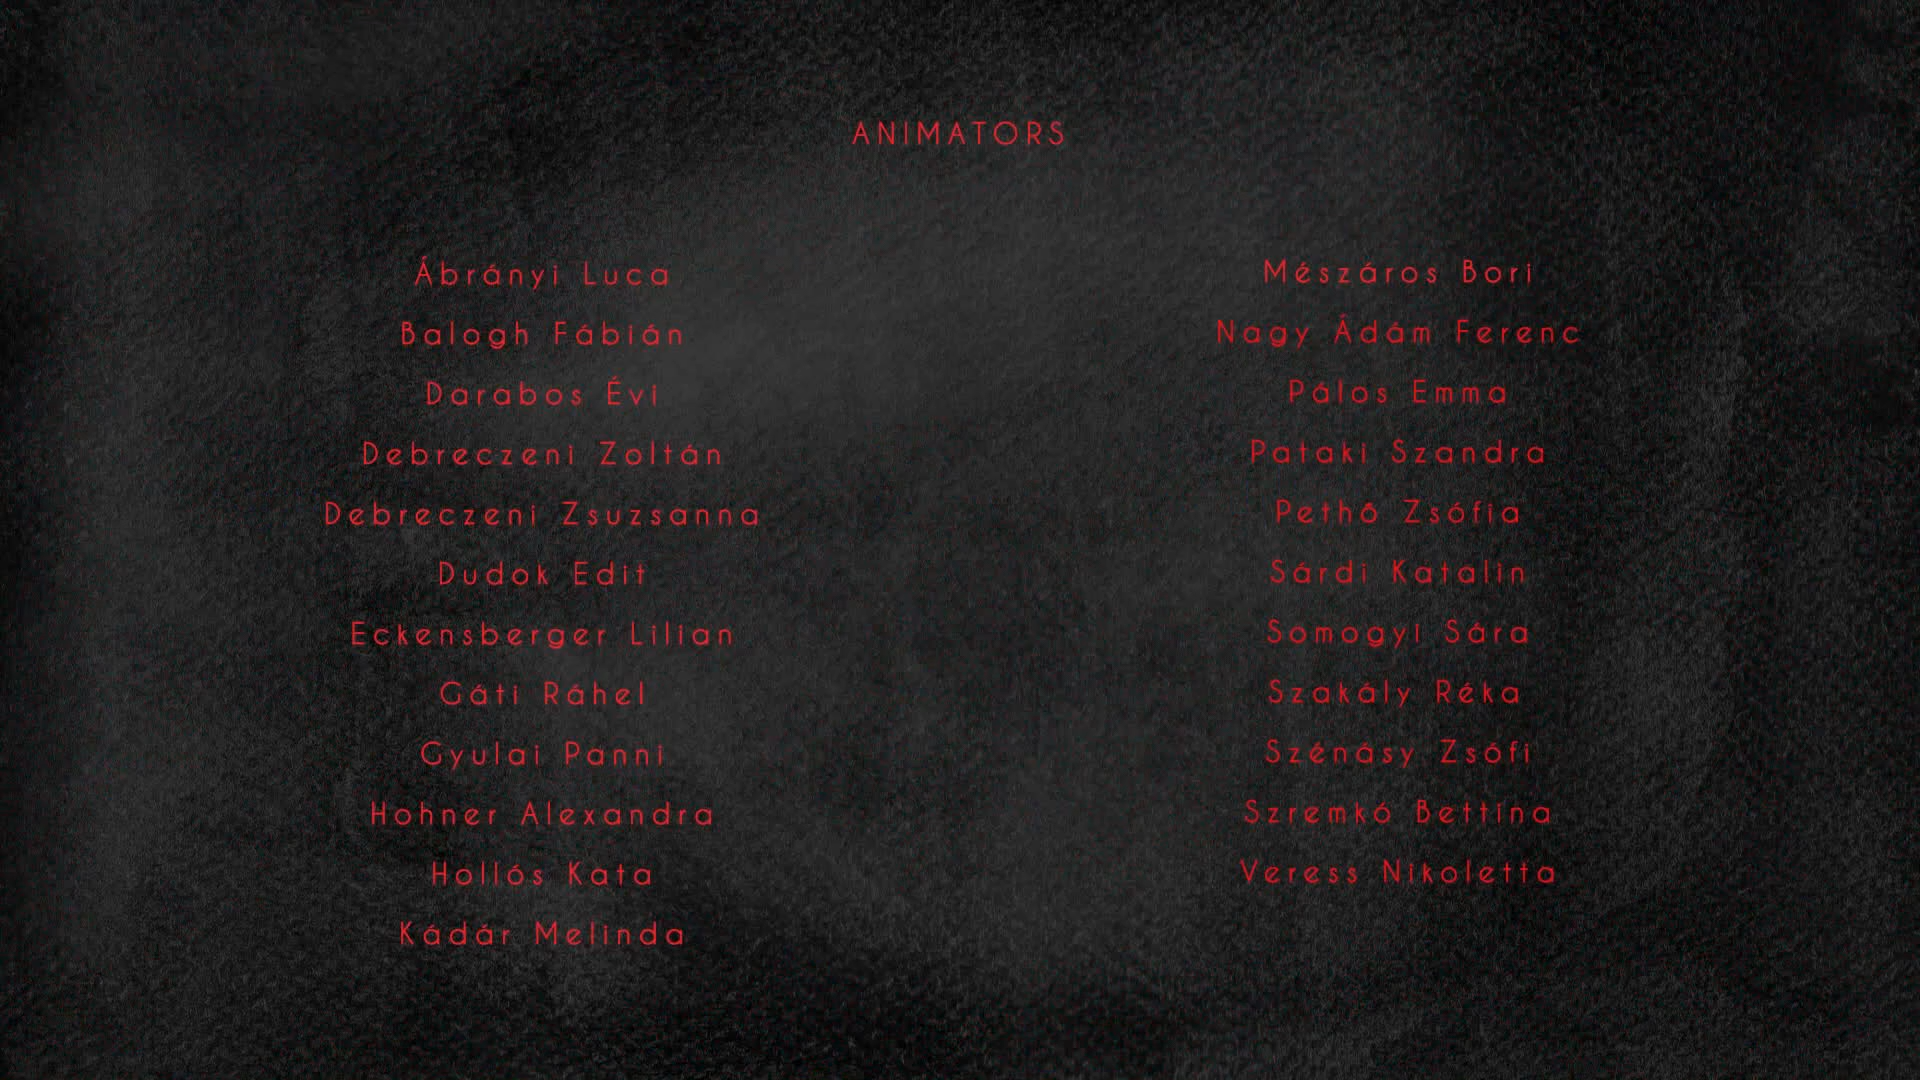 ANIMATORS
Ábrányi Luca
Balogh Fábián
Darabos Évi
Debreczeni Zoltán
Debreczeni Zsuzsanna
Dudok Edit
Eckensberger Lilian
Gáti Ráhel
Gyulai Panni
Hohner Alexandra
Hollós Kata
Kádár Melinda
Mészáros Bori
Nagy Ádám Ferenc
Pálos Emma
Pataki Szandra
Pethô Zsófia
Sárdi Katalin
Somogyi Sára
Szakály Réka
Szénásy Zsófi
Szremkó Bettina
Veress Nikoletta